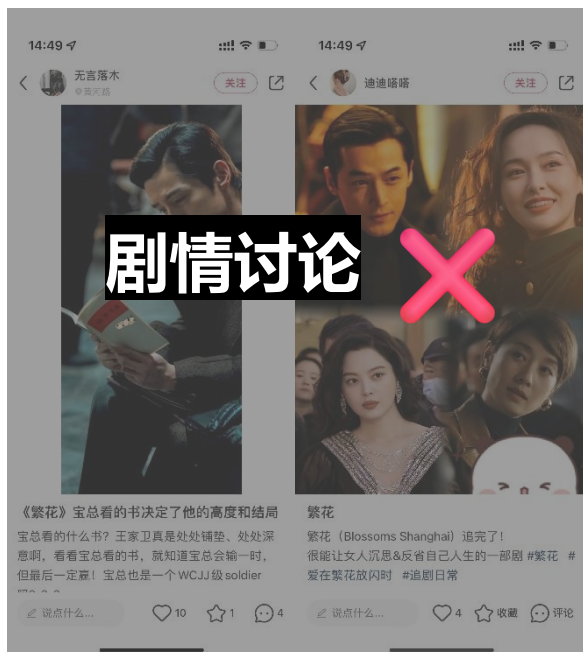 14:49
无言落木
关注
剧情讨论
《繁花》宝总看的书决定了他的高度和结局
宝总看的什么书？王家卫真是处处铺垫、处处深
意啊，看看宝总看的书，就知道宝总会输一时，
但最后一定赢！宝总也是一个WCJJ级soldier
说点什么...
10
1
4
14:49
迪迪嗒嗒
关注
繁花
繁花（Blossoms Shanghai）追完了！
很能让人沉思&反省自己人生的一部剧 #繁花 #
爱在繁花放闪时 #追剧日常
说点什么...
4
收藏
评论